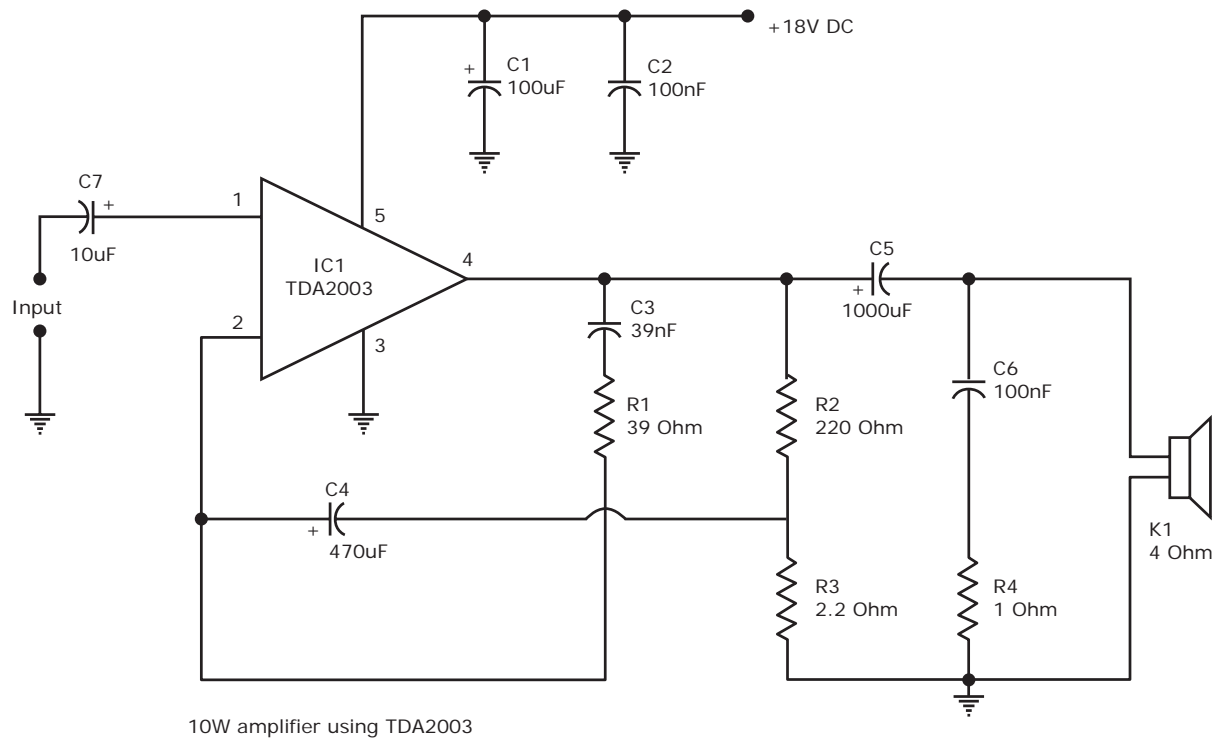 +18V DC
+
C1
100uF
C2
100nF
C7
+
10uF
1
5
IC1
TDA2003
4
C5
+
1000uF
Input
2
3
C3
39nF
C6
100nF
R1
39 Ohm
R2
220 Ohm
C4
+
470uF
K1
4 Ohm
R3
2.2 Ohm
R4
1 Ohm
10W amplifier using TDA2003